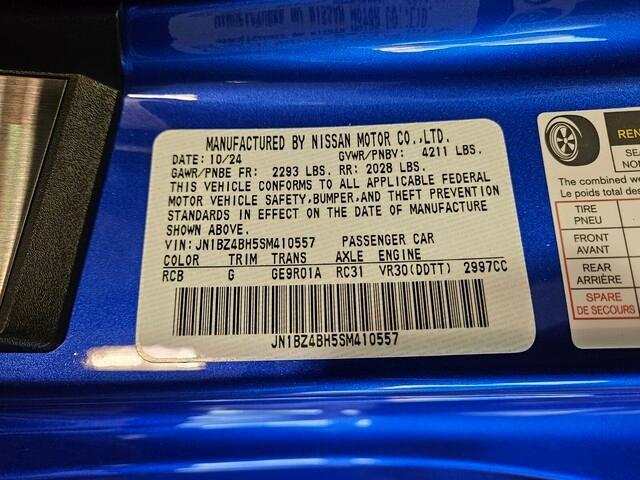 MANUFACTURED BY NISSAN MOTOR CO.,LTD.
DATE: 10/24 GVWR/PNBV: 4211 LBS.
GAWR/PNBE FR: 2293 LBS. RR: 2028 LBS.
THIS VEHICLE CONFORMS TO ALL APPLICABLE FEDERAL
MOTOR VEHICLE SAFETY,BUMPER,AND THEFT PREVENTION
STANDARDS IN EFFECT ON THE DATE OF MANUFACTURE
SHOWN ABOVE.
VIN: JN1BZ4BH5SM410557 PASSENGER CAR
COLOR TRIM TRANS AXLE ENGINE
RCB G GE9R01A RC31 VR30(DDTT) 2997CC
JN1BZ4BH5SM410557
The combined we
Le poids total des
TIRE
PNEU
FRONT
AVANT
REAR
ARRIÈRE
SPARE
DE SECOURS